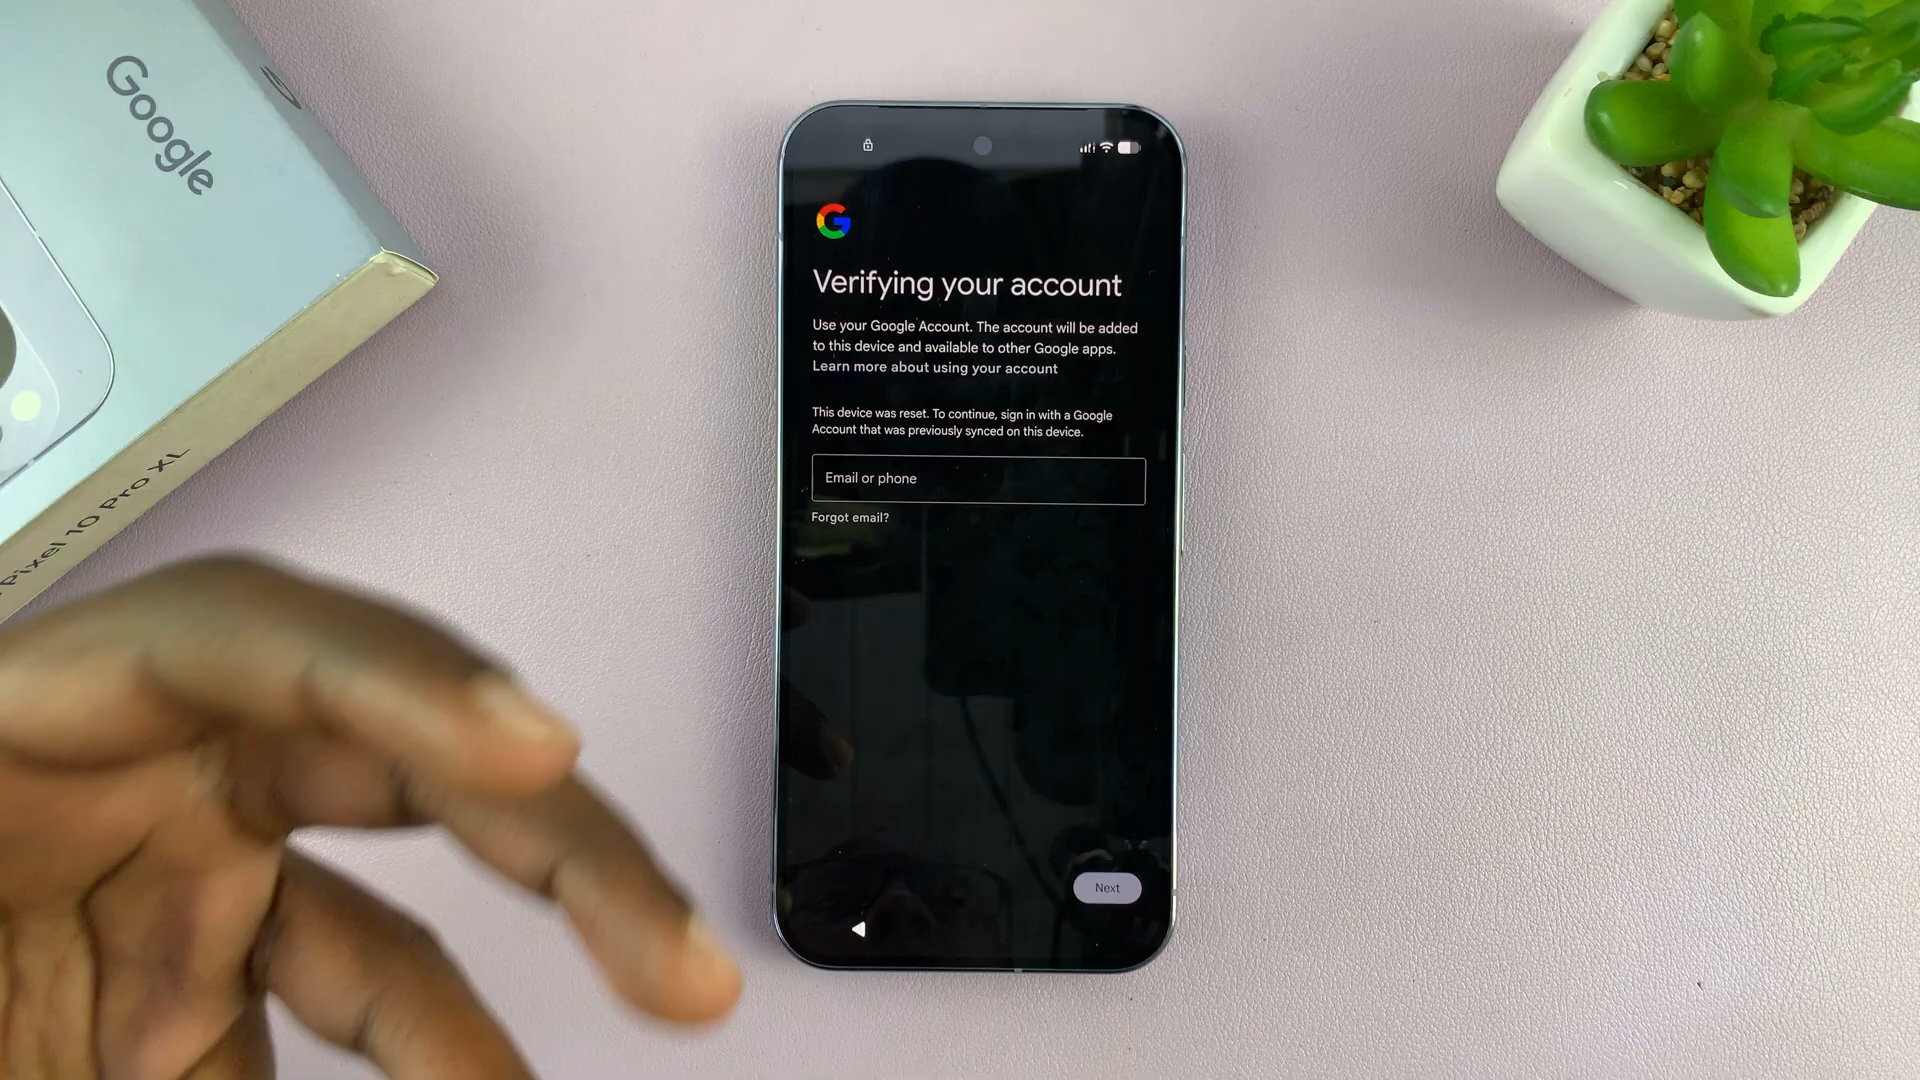 Google
Pixel 10 Pro XL
Verifying your account
Use your Google Account. The account will be added
to this device and available to other Google apps.
Learn more about using your account
This device was reset. To continue, sign in with a Google
Account that was previously synced on this device.
Email or phone
Forgot email?
Next